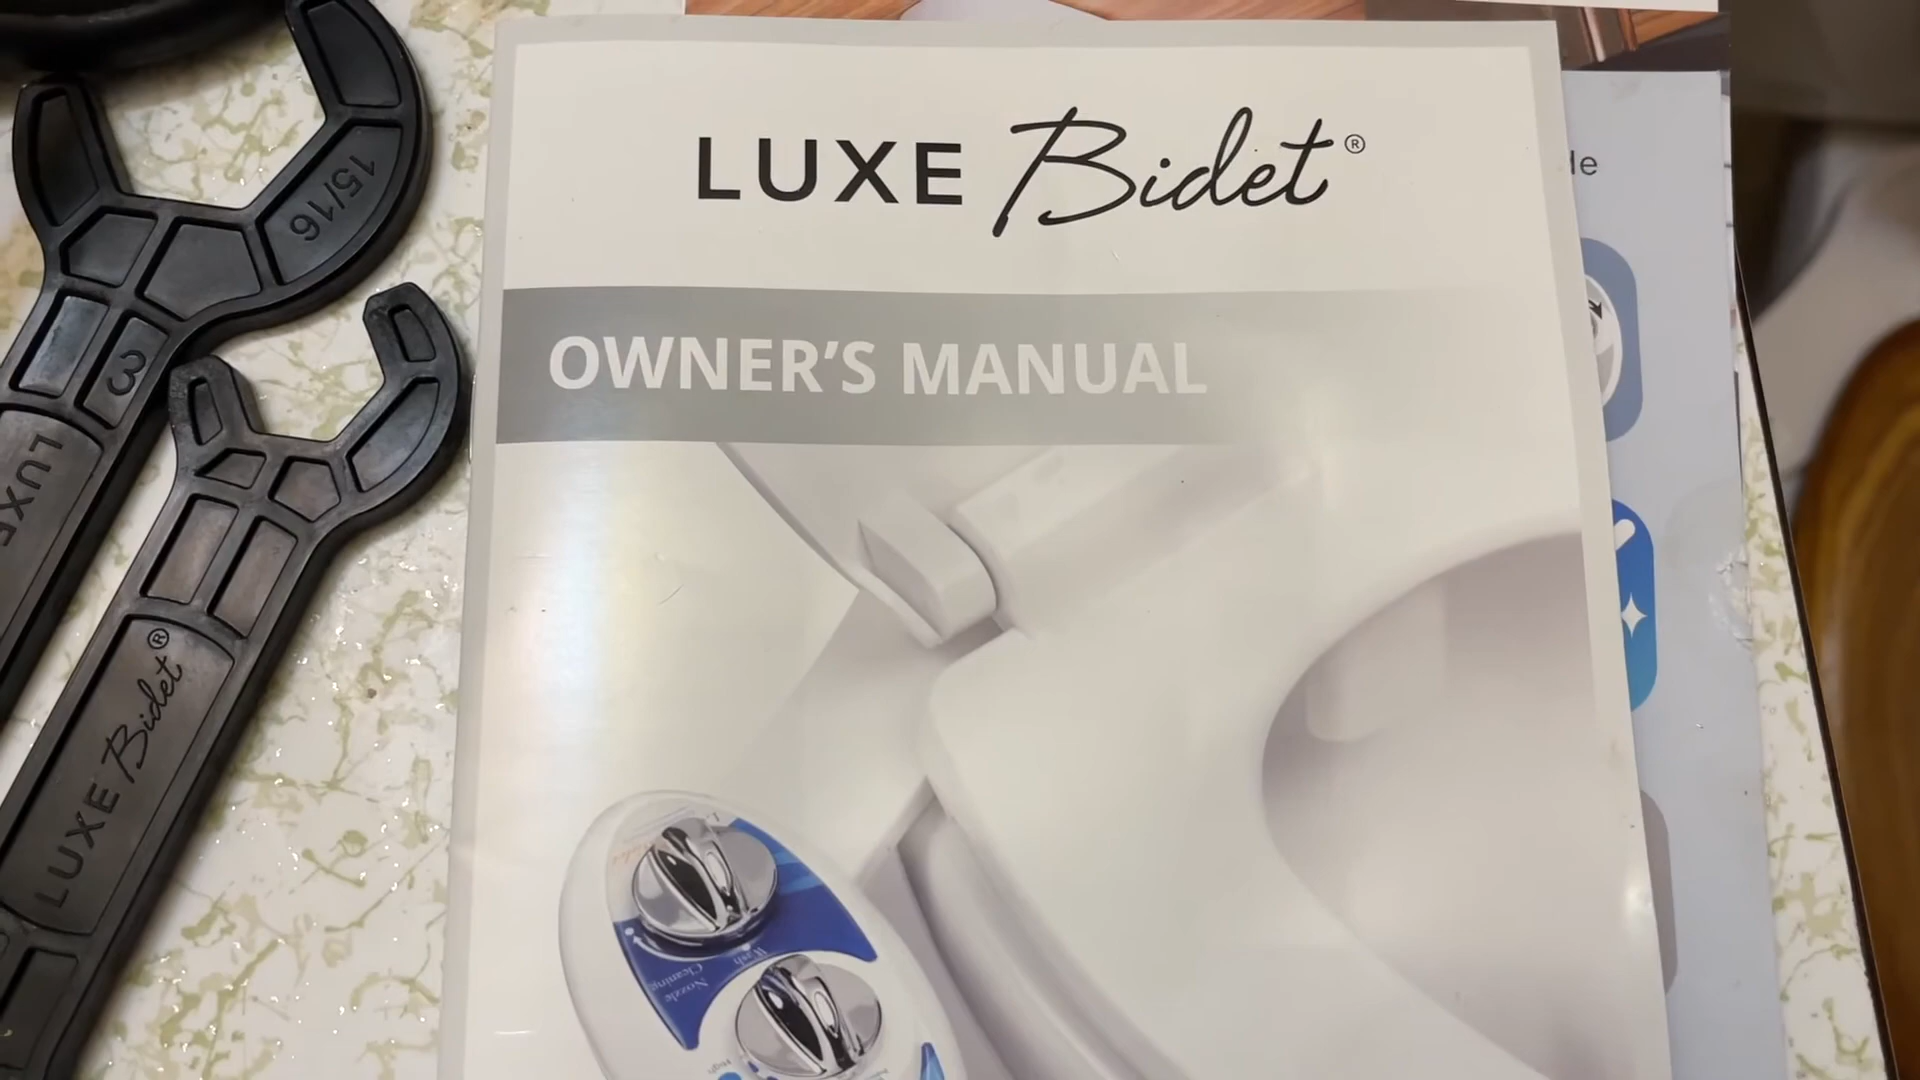 LUXE Bidet®
OWNER'S MANUAL
15/16
3
LUXE
LUXE Bidet®
Wash
Nozzle
Cleaning
High